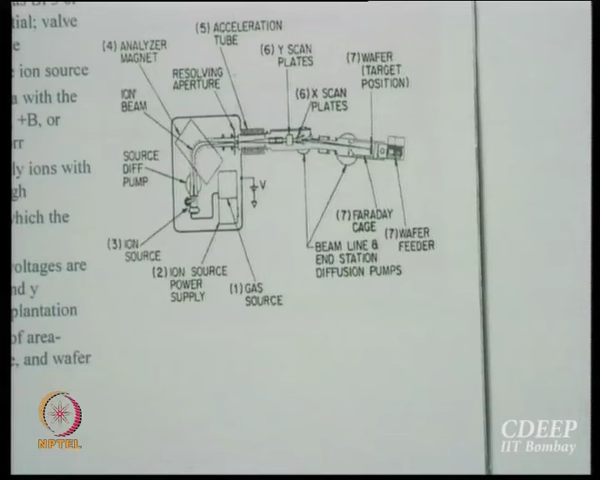 tial; valve
e
ion source
a with the
+B, or
ly ions with
gh
which the
voltages are
nd y
plantation
of area-
e, and wafer
(5) ACCELERATION
TUBE
(4) ANALYZER
MAGNET
(6) Y SCAN
PLATES
(7) WAFER
(TARGET
POSITION)
RESOLVING
APERTURE
ION
BEAM
(6) X SCAN
PLATES
SOURCE
DIFF
PUMP
V
(3) ION
SOURCE
(2) ION SOURCE
POWER
SUPPLY
(1) GAS
SOURCE
(7) FARADAY
CAGE
(7) WAFER
FEEDER
BEAM LINE &
END STATION
DIFFUSION PUMPS
NPTEL
CDEEP
IIT Bombay